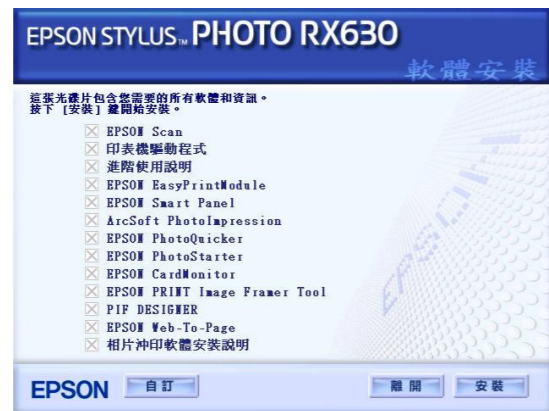 EPSON STYLUS™ PHOTO RX630
軟體安裝
這張光碟片包含您需要的所有軟體和資訊。
按下 [安裝] 鍵開始安裝。
EPSON Scan
印表機驅動程式
進階使用說明
EPSON EasyPrintModule
EPSON Smart Panel
ArcSoft PhotoImpression
EPSON PhotoQuicker
EPSON PhotoStarter
EPSON CardMonitor
EPSON PRINT Image Framer Tool
PIF DESIGNER
EPSON Web-To-Page
相片沖印軟體安裝說明
EPSON
自訂
離開
安裝